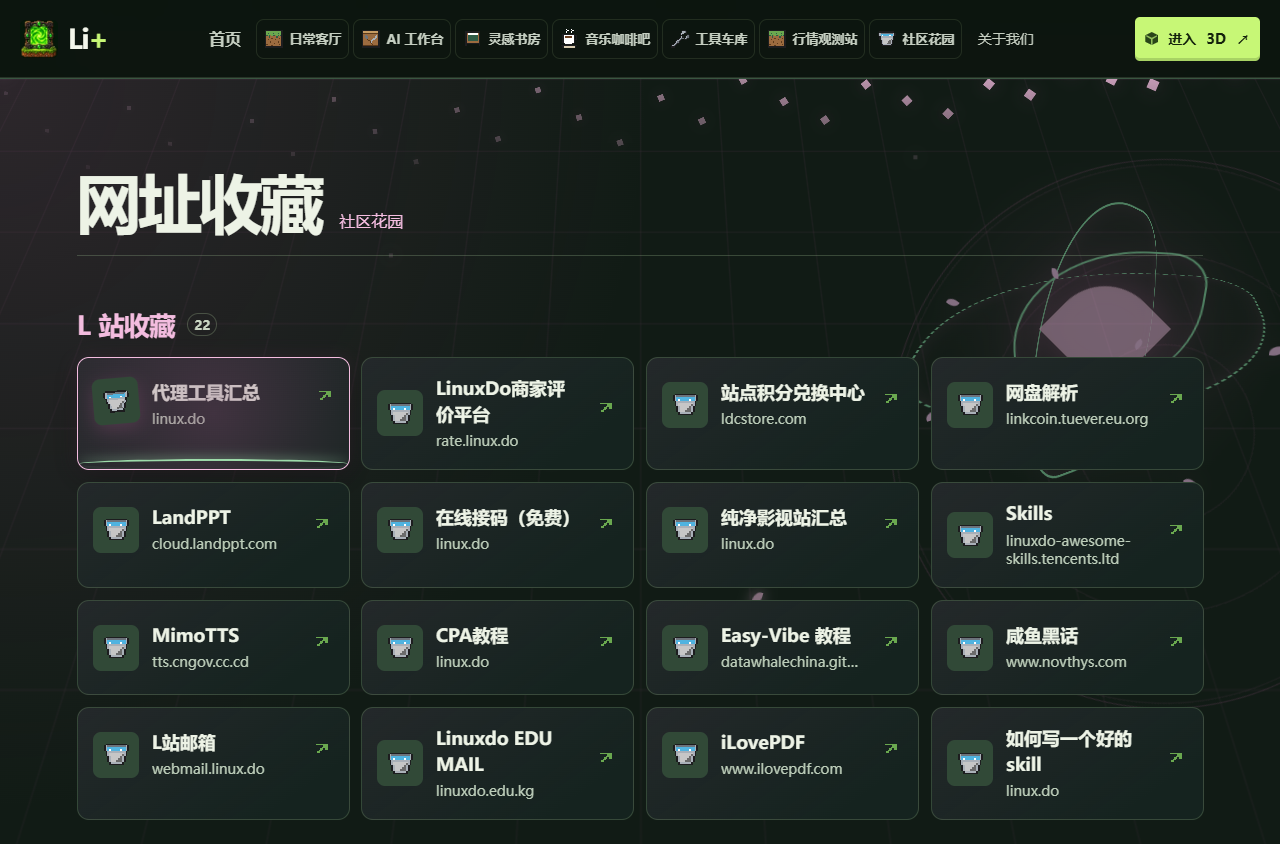 Li+
首页
日常客厅
AI 工作台
灵感书房
音乐咖啡吧
工具车库
行情观测站
社区花园
关于我们
进入 3D ↗
网址收藏
社区花园
L 站收藏 22
代理工具汇总
linux.do
LinuxDo商家评
价平台
rate.linux.do
站点积分兑换中心
ldcstore.com
网盘解析
linkcoin.tuever.eu.org
LandPPT
cloud.landppt.com
在线接码（免费）
linux.do
纯净影视站汇总
linux.do
Skills
linuxdo-awesome-
skills.tencents.ltd
MimoTTS
tts.cngov.cc.cd
CPA教程
linux.do
Easy-Vibe 教程
datawhalechina.git...
咸鱼黑话
www.novthys.com
L站邮箱
webmail.linux.do
Linuxdo EDU
MAIL
linuxdo.edu.kg
iLovePDF
www.ilovepdf.com
如何写一个好的
skill
linux.do